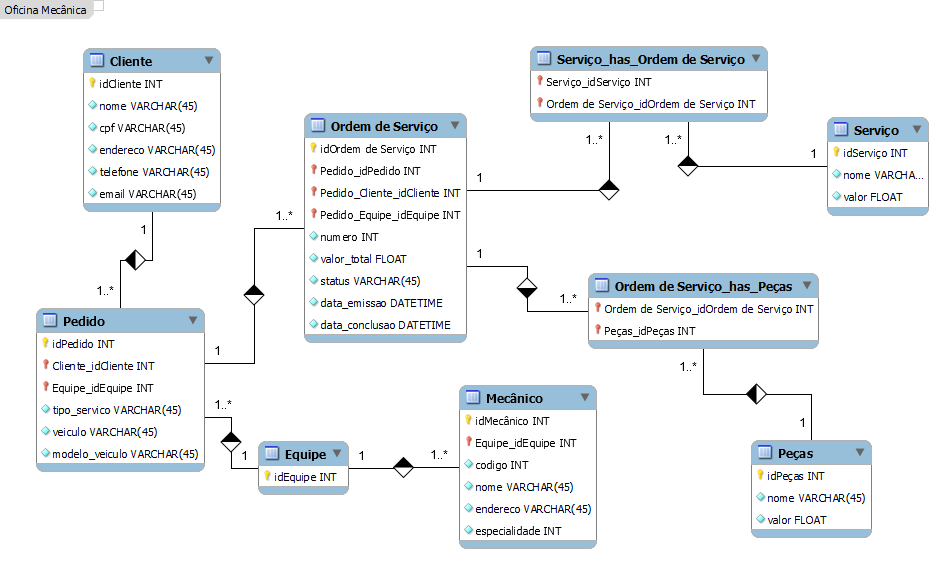 Oficina Mecânica
Cliente
idCliente INT
nome VARCHAR(45)
cpf VARCHAR(45)
endereco VARCHAR(45)
telefone VARCHAR(45)
email VARCHAR(45)
1
1..*
Pedido
idPedido INT
Cliente_idCliente INT
Equipe_idEquipe INT
tipo_servico VARCHAR(45)
veiculo VARCHAR(45)
modelo_veiculo VARCHAR(45)
1
1..*
1..*
1
Ordem de Serviço
idOrdem de Serviço INT
Pedido_idPedido INT
Pedido_Cliente_idCliente INT
Pedido_Equipe_idEquipe INT
numero INT
valor_total FLOAT
status VARCHAR(45)
data_emissao DATETIME
data_conclusao DATETIME
1
1..*
1
1..*
Serviço_has_Ordem de Serviço
Serviço_idServiço INT
Ordem de Serviço_idOrdem de Serviço INT
1..*
1
Serviço
idServiço INT
nome VARCHA...
valor FLOAT
Ordem de Serviço_has_Peças
Ordem de Serviço_idOrdem de Serviço INT
Peças_idPeças INT
1..*
1
Peças
idPeças INT
nome VARCHAR(45)
valor FLOAT
Equipe
idEquipe INT
1
1..*
Mecânico
idMecânico INT
Equipe_idEquipe INT
codigo INT
nome VARCHAR(45)
endereco VARCHAR(45)
especialidade INT